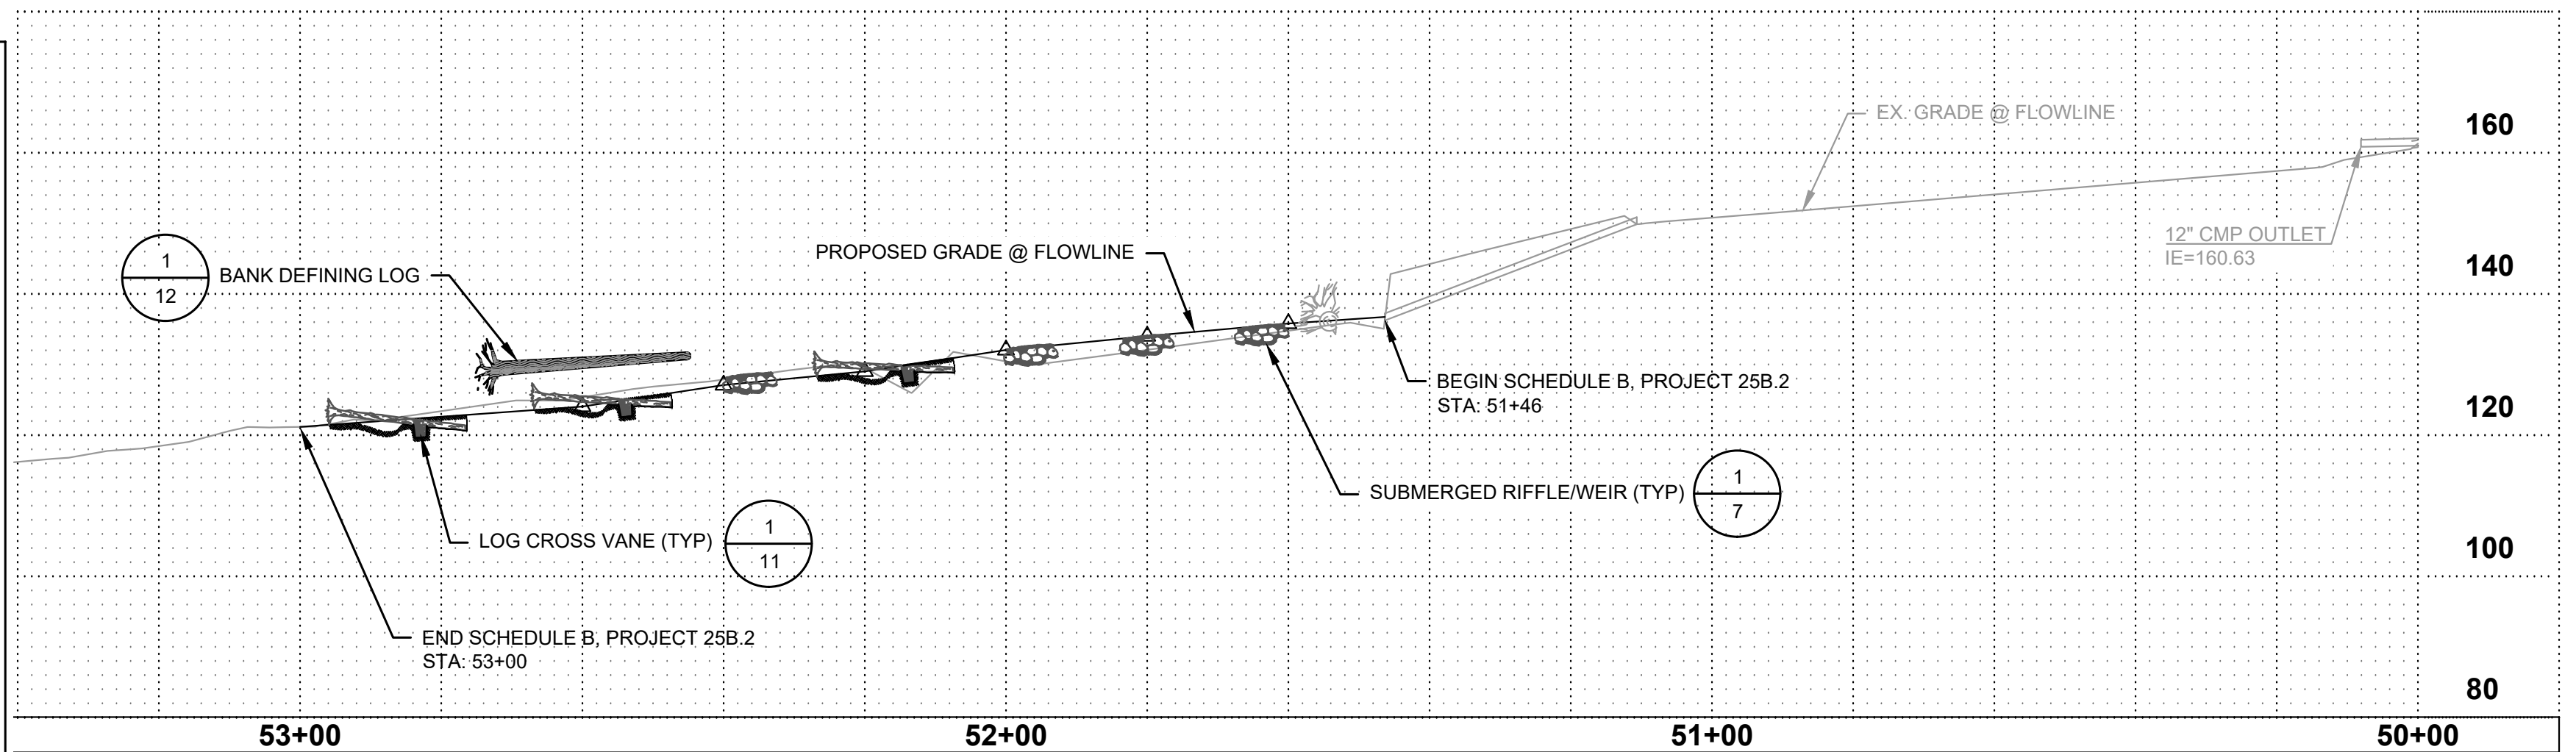 EX. GRADE @ FLOWLINE
160
12" CMP OUTLET
IE=160.63
PROPOSED GRADE @ FLOWLINE
1
12
BANK DEFINING LOG
140
BEGIN SCHEDULE B, PROJECT 25B.2
STA: 51+46
120
SUBMERGED RIFFLE/WEIR (TYP)
1
7
LOG CROSS VANE (TYP)
1
11
100
END SCHEDULE B, PROJECT 25B.2
STA: 53+00
80
53+00
52+00
51+00
50+00